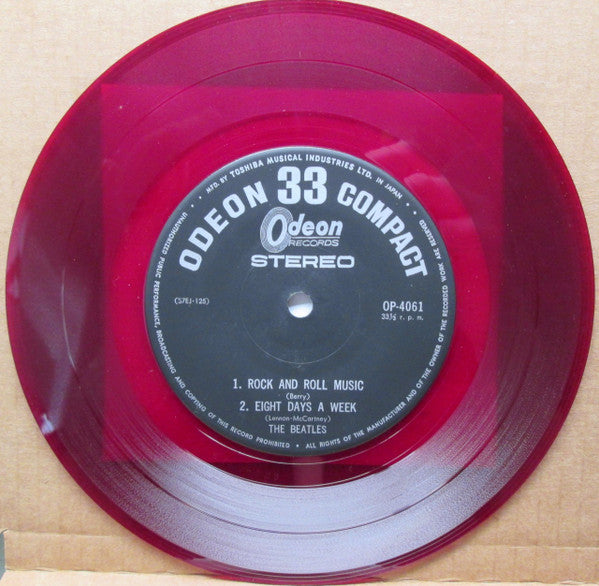 • MFD. BY TOSHIBA MUSICAL INDUSTRIES LTD. IN JAPAN •
ODEON 33 COMPACT
Odeon
RECORDS
STEREO
(S7EJ-125)
OP-4061
33⅓ r. p. m.
1. ROCK AND ROLL MUSIC
(Berry)
2. EIGHT DAYS A WEEK
(Lennon-McCartney)
THE BEATLES
UNAUTHORIZED PUBLIC PERFORMANCE, BROADCASTING AND COPYING OF THIS RECORD PROHIBITED • ALL RIGHTS OF THE MANUFACTURER AND OF THE OWNER OF THE RECORDED WORK ARE RESERVED